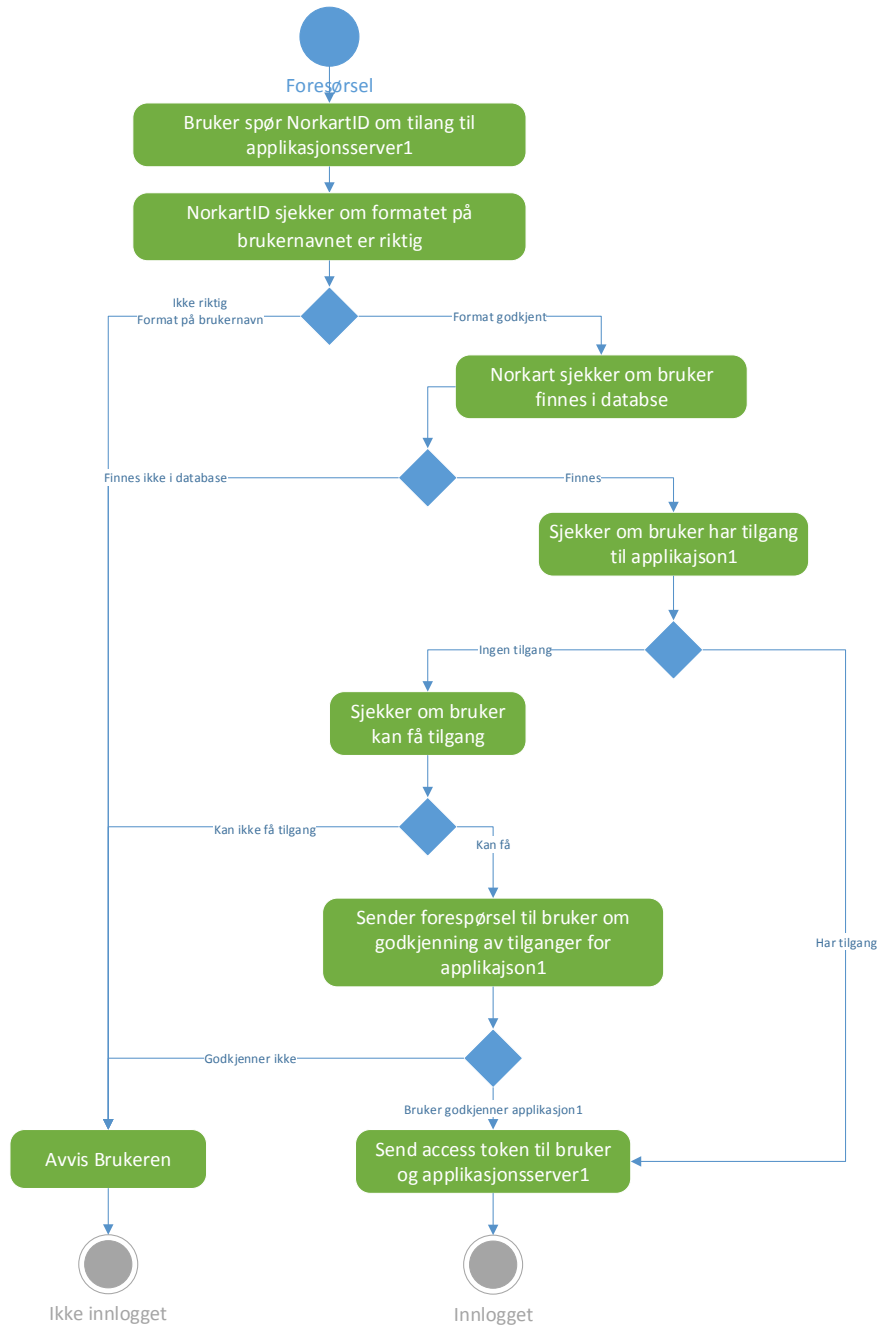 Foresørsel
Bruker spør NorkartID om tilang til
applikasjonsserver1
NorkartID sjekker om formatet på
brukernavnet er riktig
Ikke riktig
Format på brukernavn
Format godkjent
Norkart sjekker om bruker
finnes i databse
Finnes ikke i database
Finnes
Sjekker om bruker har tilgang
til applikajson1
Ingen tilgang
Sjekker om bruker
kan få tilgang
Kan ikke få tilgang
Kan få
Sender forespørsel til bruker om
godkjenning av tilganger for
applikajson1
Har tilgang
Godkjenner ikke
Bruker godkjenner applikasjon1
Avvis Brukeren
Send access token til bruker
og applikasjonsserver1
Ikke innlogget
Innlogget